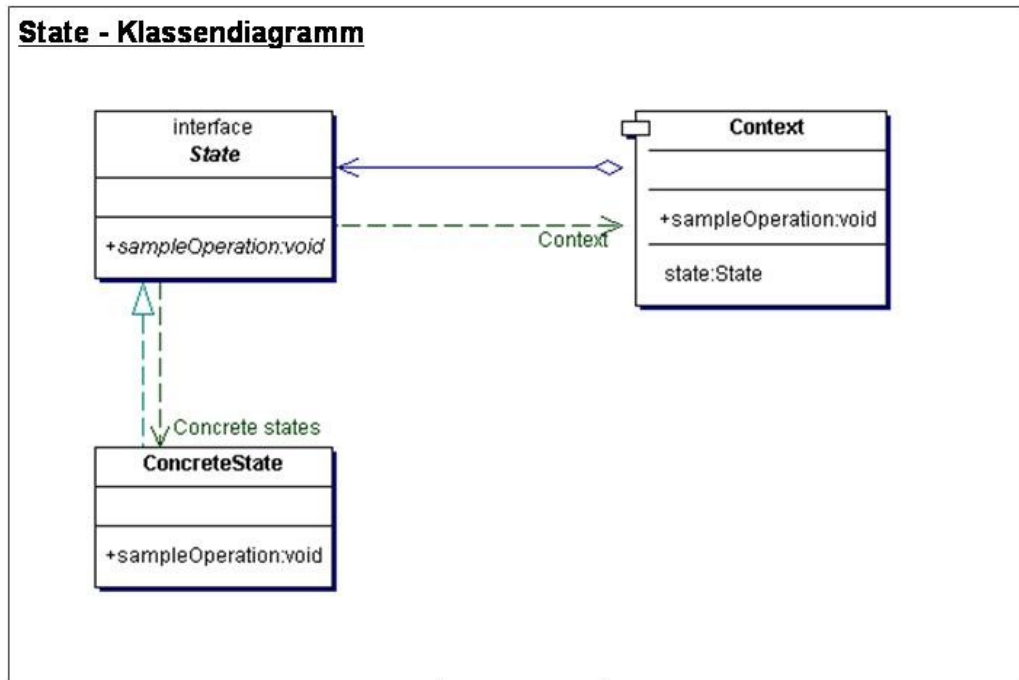 State - Klassendiagramm
interface
State
+sampleOperation:void
Context
+sampleOperation:void
state:State
Context
Concrete states
ConcreteState
+sampleOperation:void